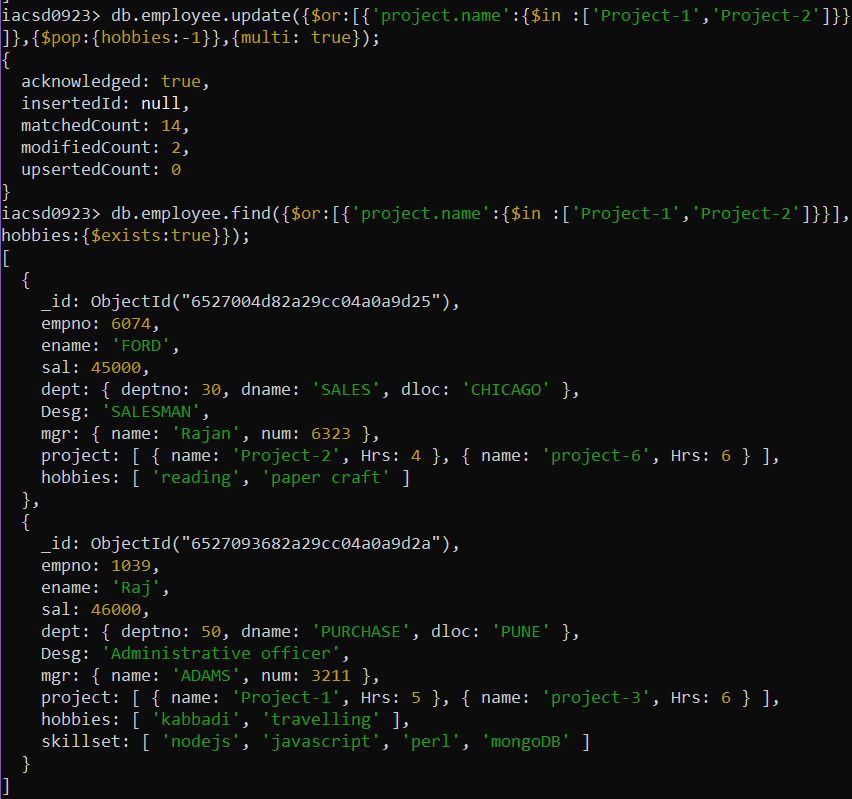 iacsd0923> db.employee.update({$or:[{'project.name':{$in :['Project-1','Project-2']}}
]},{$pop:{hobbies:-1}},{multi: true});
{
  acknowledged: true,
  insertedId: null,
  matchedCount: 14,
  modifiedCount: 2,
  upsertedCount: 0
}
iacsd0923> db.employee.find({$or:[{'project.name':{$in :['Project-1','Project-2']}}],
hobbies:{$exists:true}});
[
  {
    _id: ObjectId("6527004d82a29cc04a0a9d25"),
    empno: 6074,
    ename: 'FORD',
    sal: 45000,
    dept: { deptno: 30, dname: 'SALES', dloc: 'CHICAGO' },
    Desg: 'SALESMAN',
    mgr: { name: 'Rajan', num: 6323 },
    project: [ { name: 'Project-2', Hrs: 4 }, { name: 'project-6', Hrs: 6 } ],
    hobbies: [ 'reading', 'paper craft' ]
  },
  {
    _id: ObjectId("6527093682a29cc04a0a9d2a"),
    empno: 1039,
    ename: 'Raj',
    sal: 46000,
    dept: { deptno: 50, dname: 'PURCHASE', dloc: 'PUNE' },
    Desg: 'Administrative officer',
    mgr: { name: 'ADAMS', num: 3211 },
    project: [ { name: 'Project-1', Hrs: 5 }, { name: 'project-3', Hrs: 6 } ],
    hobbies: [ 'kabbadi', 'travelling' ],
    skillset: [ 'nodejs', 'javascript', 'perl', 'mongoDB' ]
  }
]